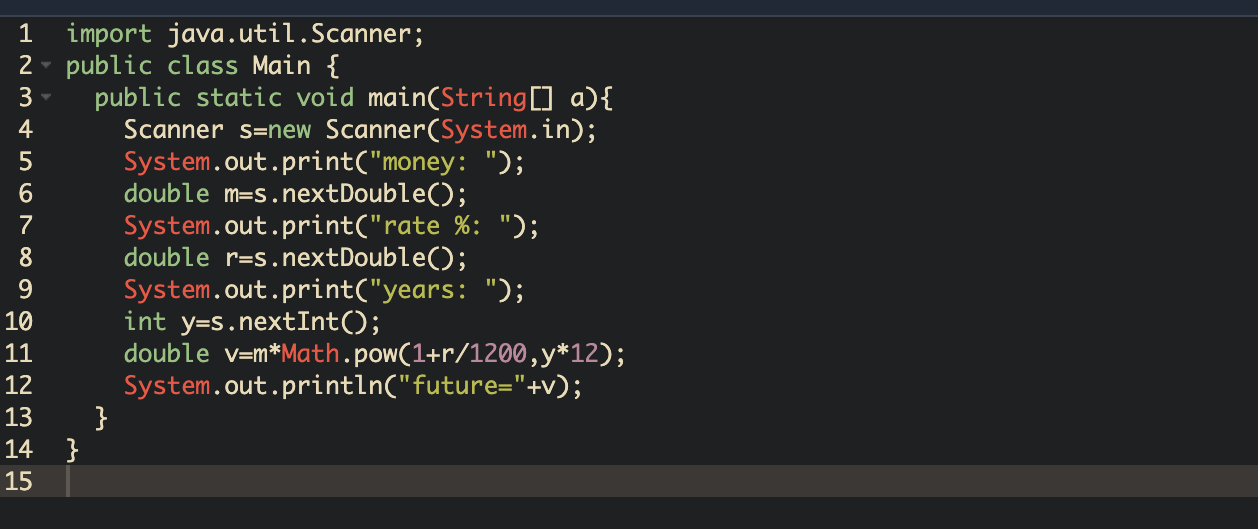 1 import java.util.Scanner;
2 public class Main {
3   public static void main(String[] a){
4     Scanner s=new Scanner(System.in);
5     System.out.print("money: ");
6     double m=s.nextDouble();
7     System.out.print("rate %: ");
8     double r=s.nextDouble();
9     System.out.print("years: ");
10     int y=s.nextInt();
11     double v=m*Math.pow(1+r/1200,y*12);
12     System.out.println("future="+v);
13   }
14 }
15